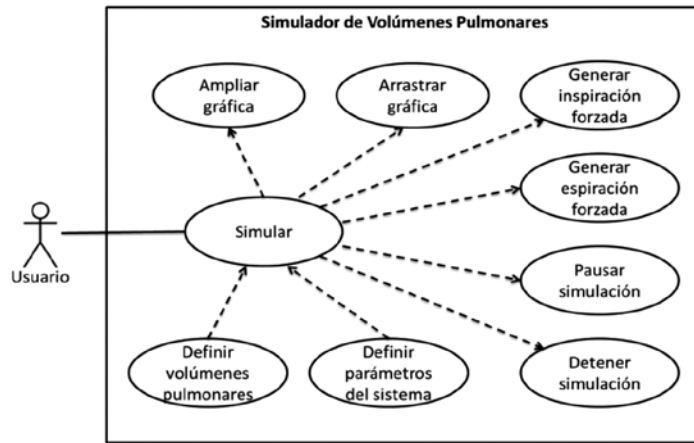 Simulador de Volúmenes Pulmonares
Ampliar
gráfica
Arrastrar
gráfica
Generar
inspiración
forzada
Generar
espiración
forzada
Simular
Usuario
Pausar
simulación
Definir
volúmenes
pulmonares
Definir
parámetros
del sistema
Detener
simulación